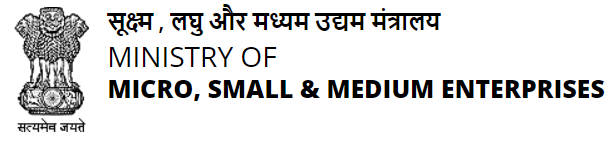 सूक्ष्म , लघु और मध्यम उद्यम मंत्रालय
MINISTRY OF
MICRO, SMALL & MEDIUM ENTERPRISES
सत्यमेव जयते